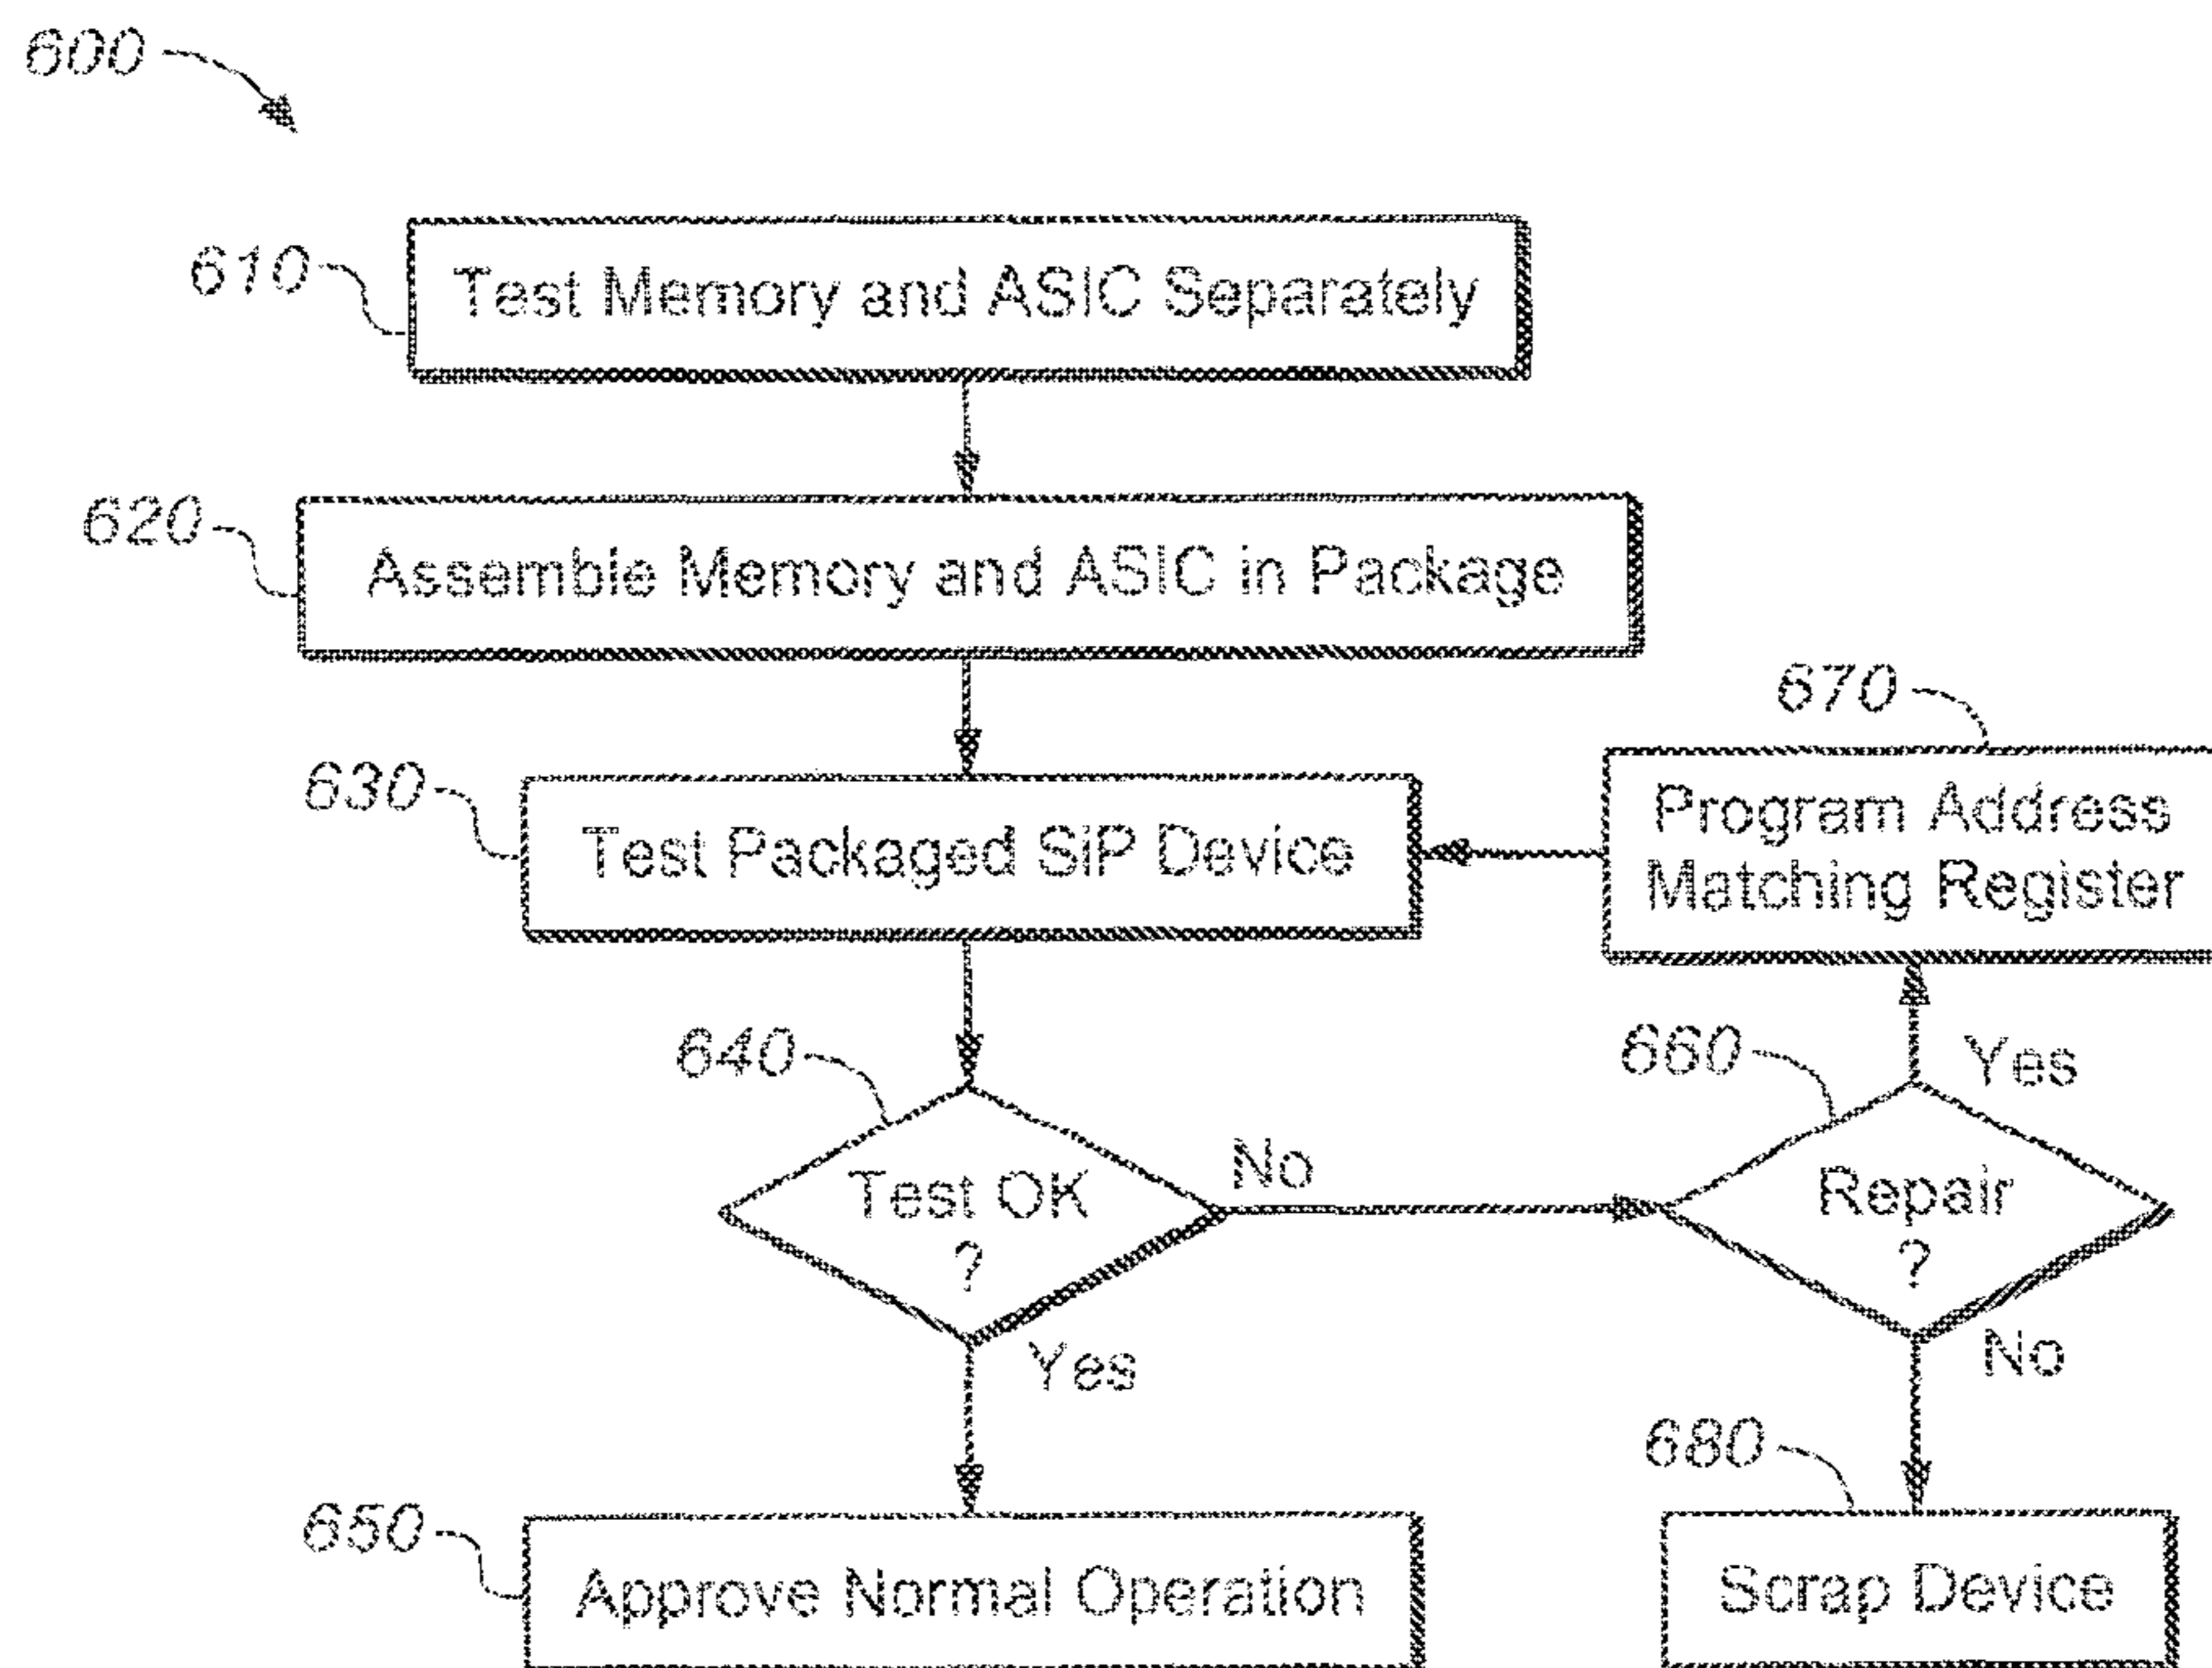 600
610
Test Memory and ASIC Separately
620
Assemble Memory and ASIC in Package
630
Test Packaged SiP Device
670
Program Address
Matching Register
640
Test OK
?
No
Yes
660
Repair
?
Yes
No
650
Approve Normal Operation
680
Scrap Device